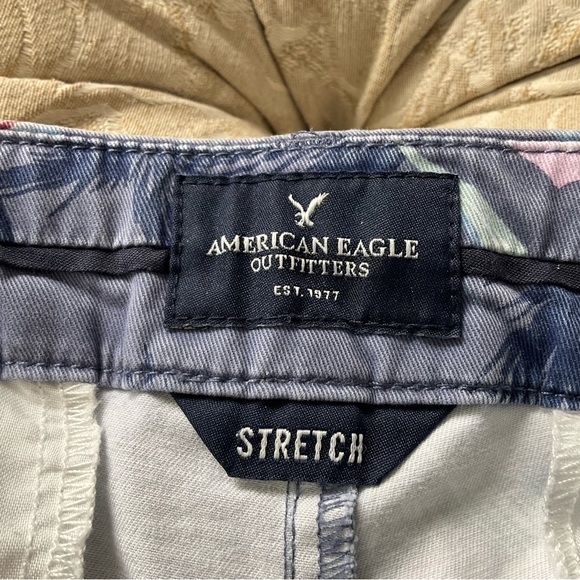 AMERICAN EAGLE
OUTFITTERS
EST. 1977
STRETCH